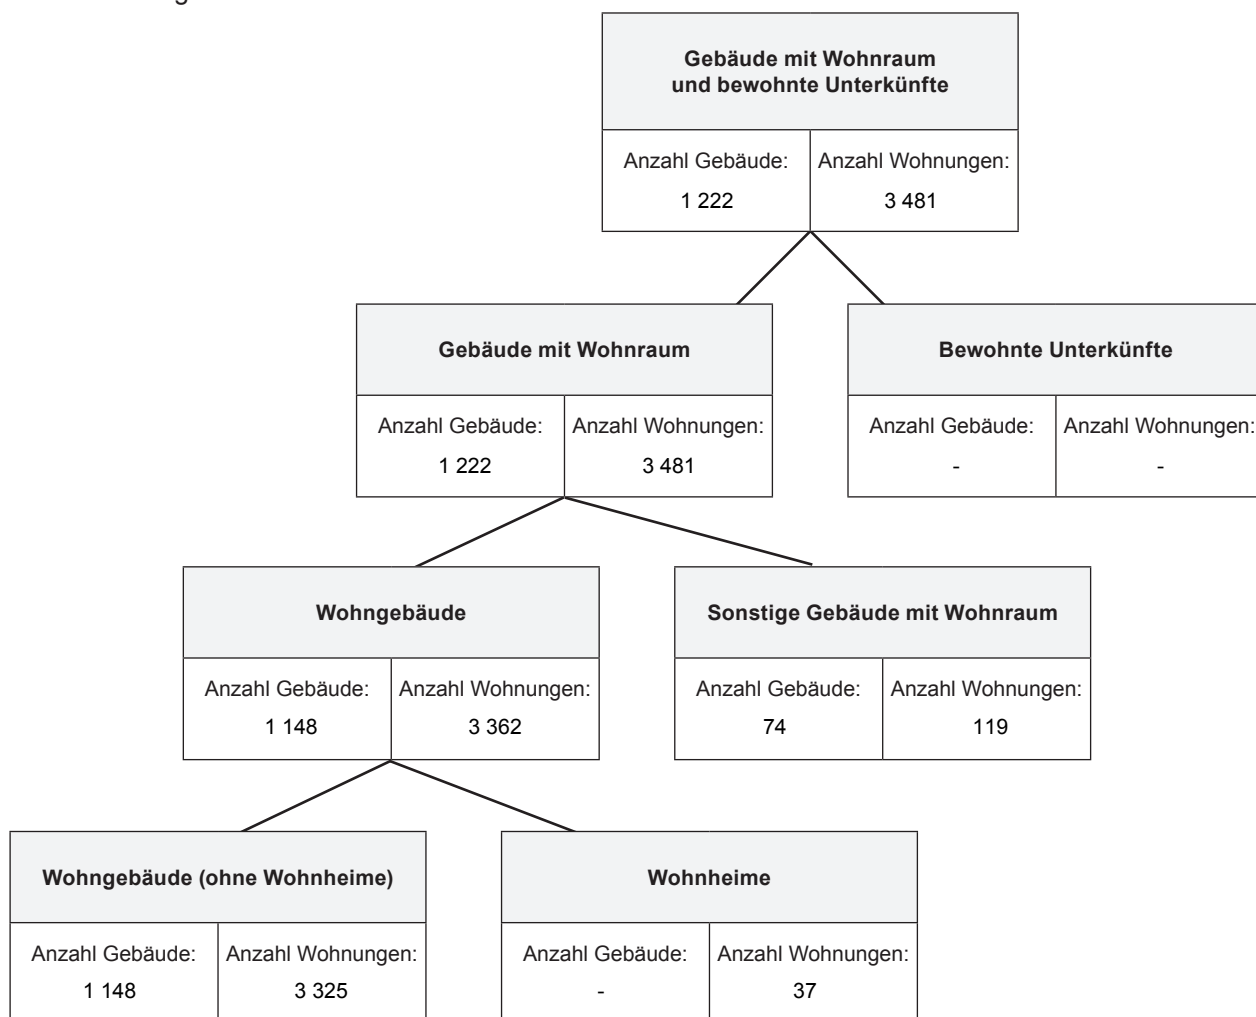 Gebäude mit Wohnraum
und bewohnte Unterkünfte
Anzahl Gebäude: Anzahl Wohnungen:
1 222 3 481
Gebäude mit Wohnraum Bewohnte Unterkünfte
Anzahl Gebäude: Anzahl Wohnungen: Anzahl Gebäude: Anzahl Wohnungen:
1 222 3 481 - -
Wohngebäude Sonstige Gebäude mit Wohnraum
Anzahl Gebäude: Anzahl Wohnungen: Anzahl Gebäude: Anzahl Wohnungen:
1 148 3 362 74 119
Wohngebäude (ohne Wohnheime) Wohnheime
Anzahl Gebäude: Anzahl Wohnungen: Anzahl Gebäude: Anzahl Wohnungen:
1 148 3 325 - 37